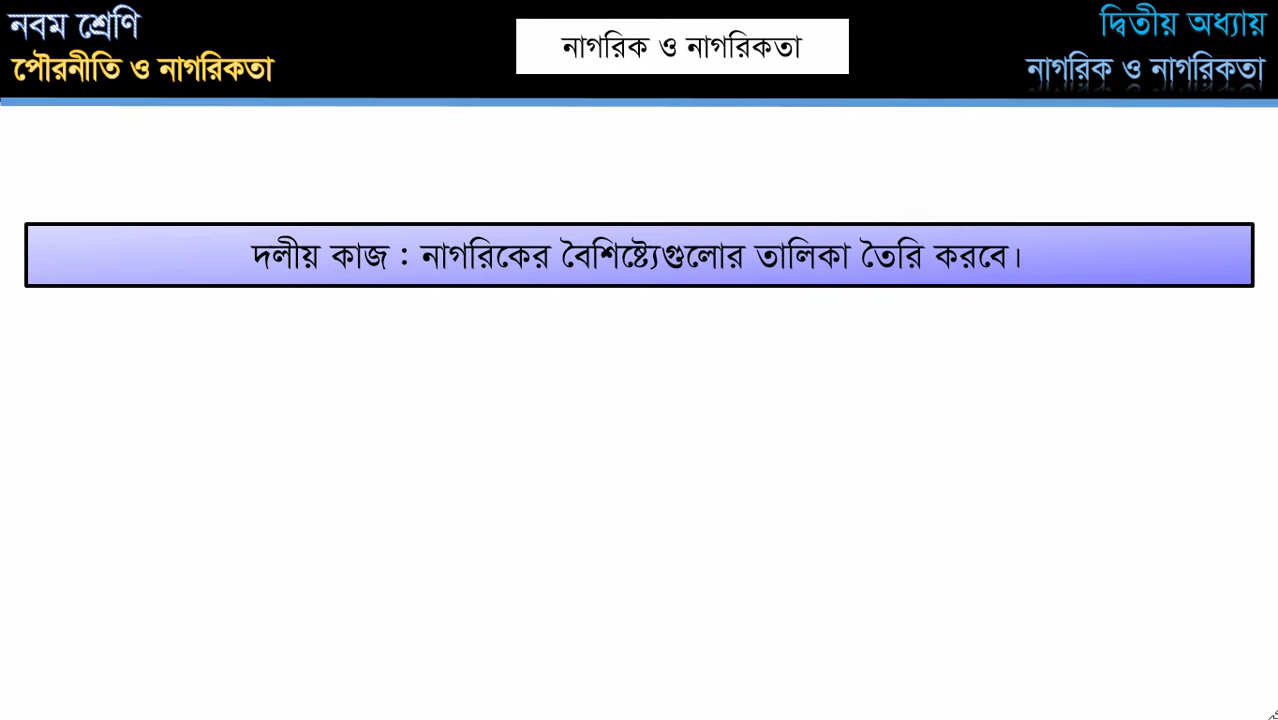 নবম শ্রেণি
পৌরনীতি ও নাগরিকতা
নাগরিক ও নাগরিকতা
দ্বিতীয় অধ্যায়
নাগরিক ও নাগরিকতা
দলীয় কাজ : নাগরিকের বৈশিষ্ট্যেগুলোর তালিকা তৈরি করবে।